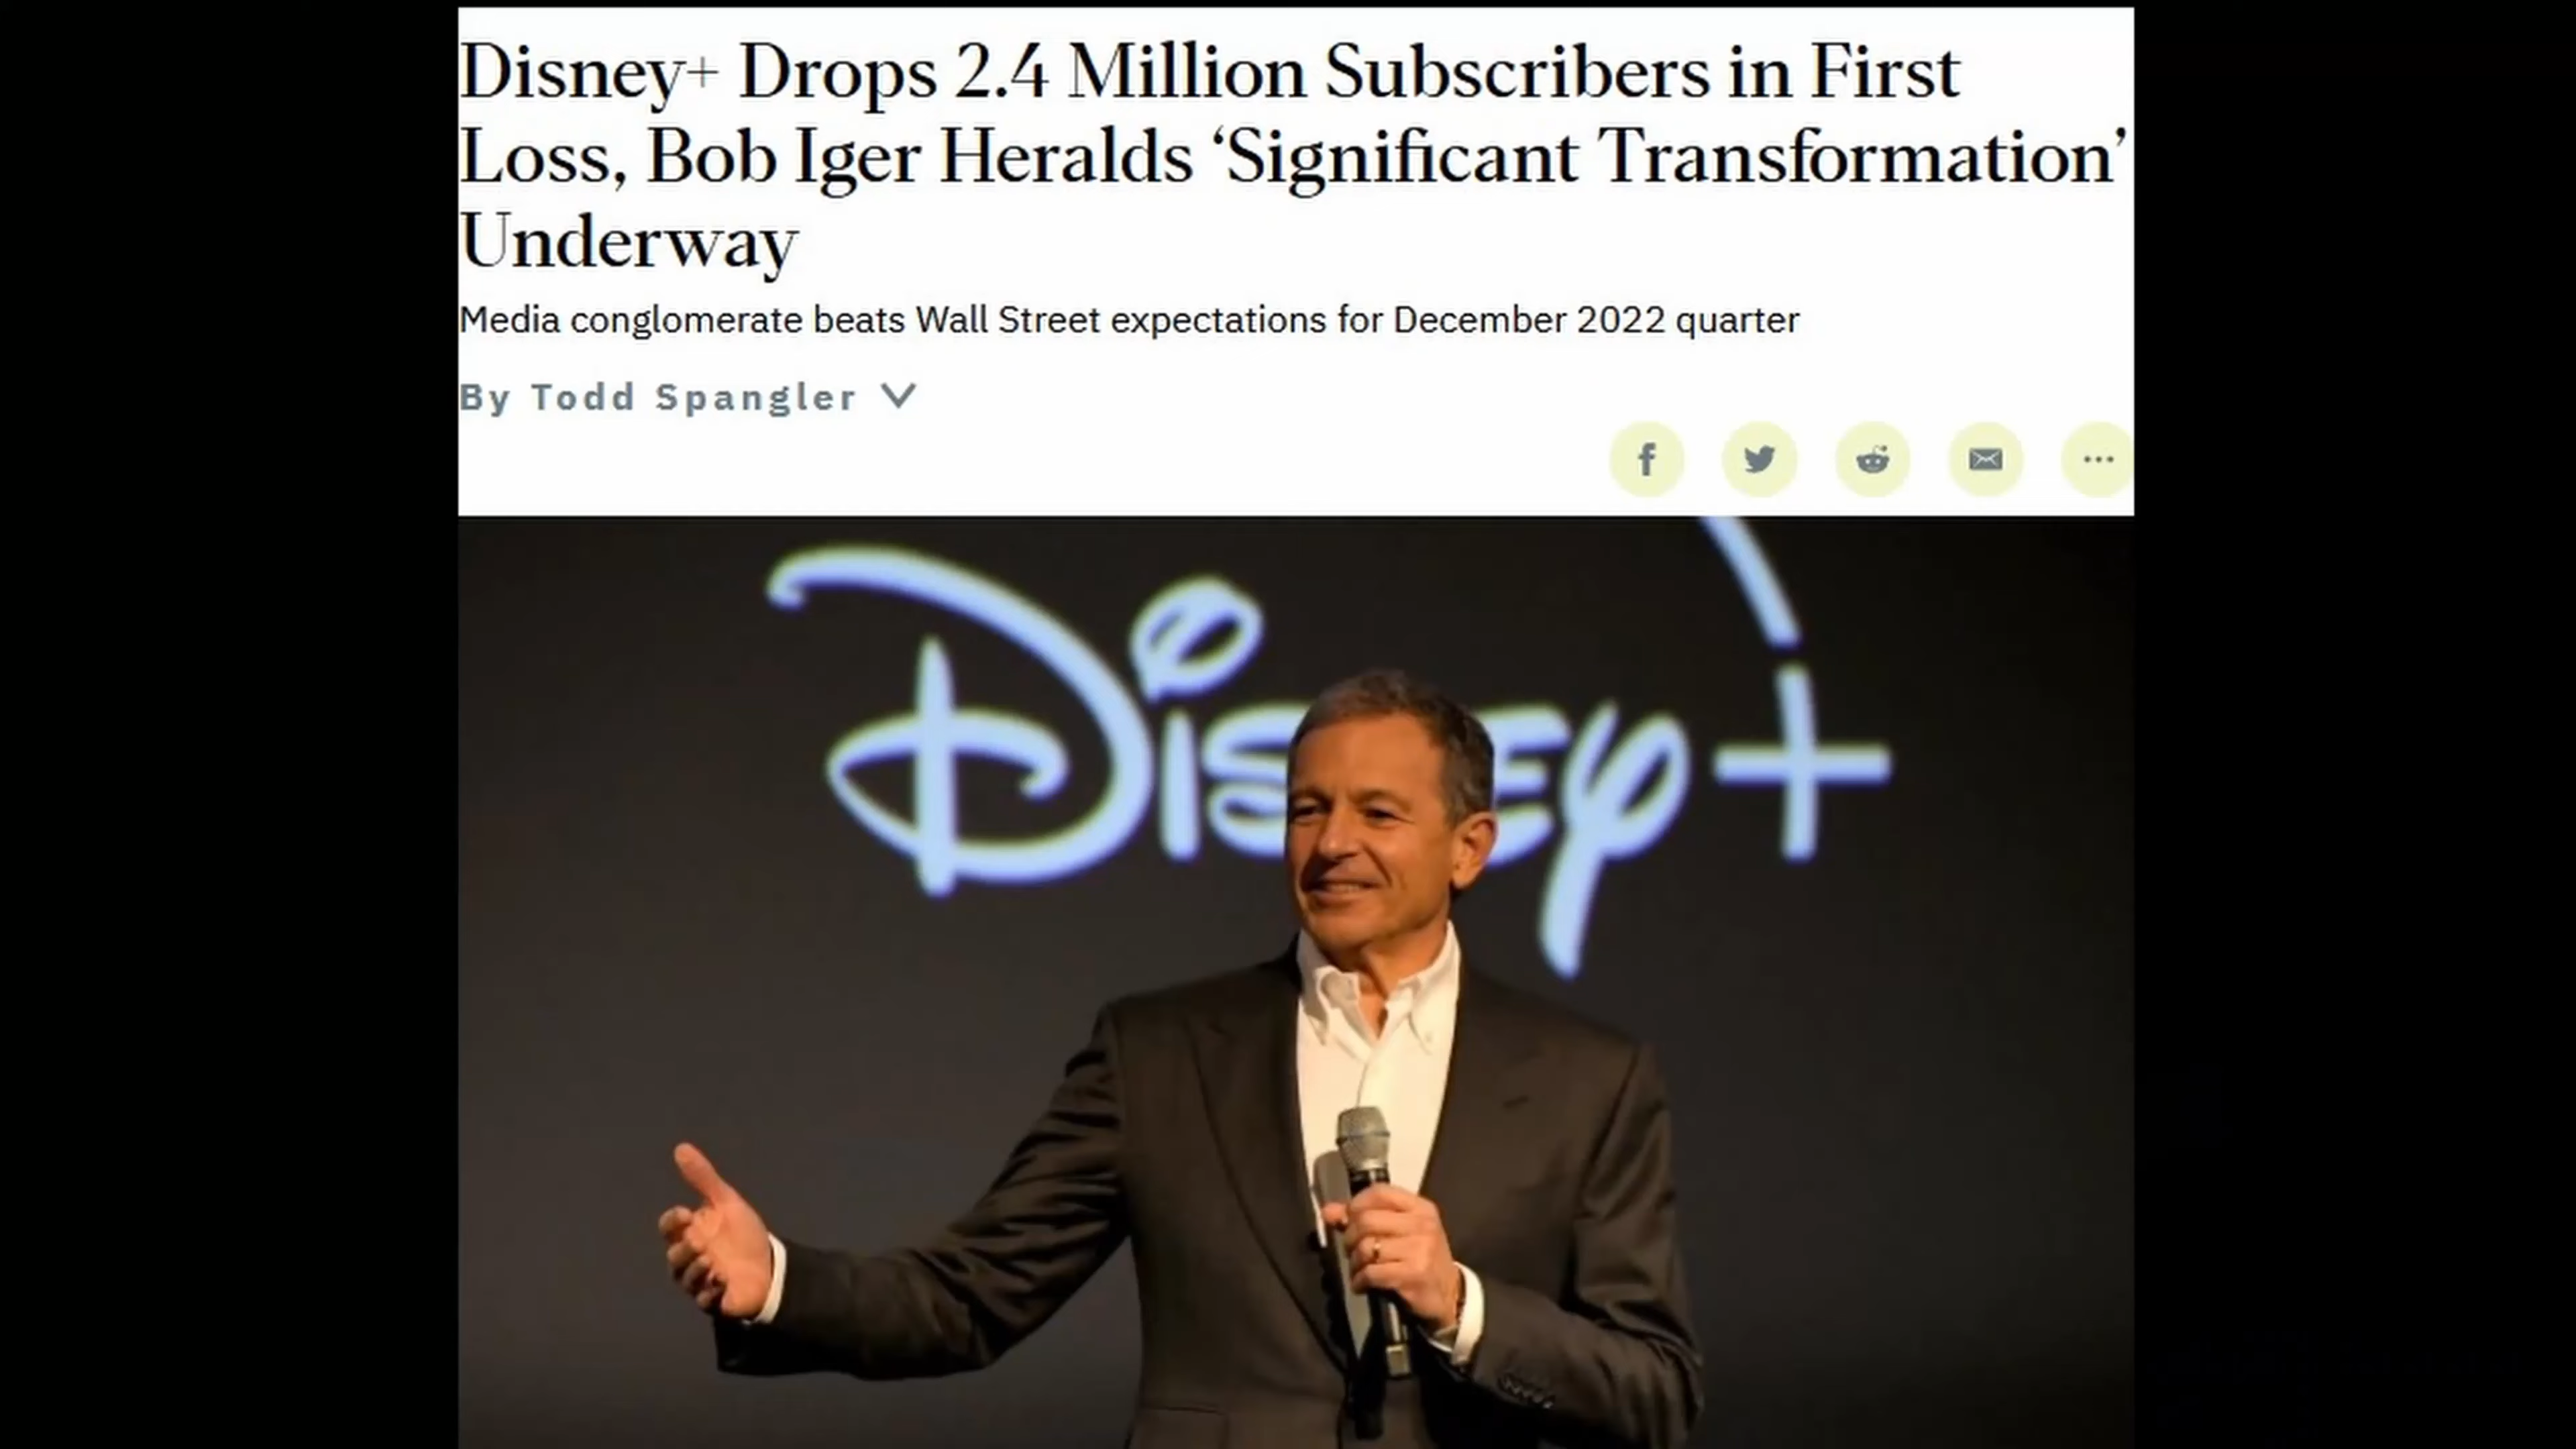 Disney+ Drops 2.4 Million Subscribers in First
Loss, Bob Iger Heralds ‘Significant Transformation’
Underway
Media conglomerate beats Wall Street expectations for December 2022 quarter
By Todd Spangler
Disney+